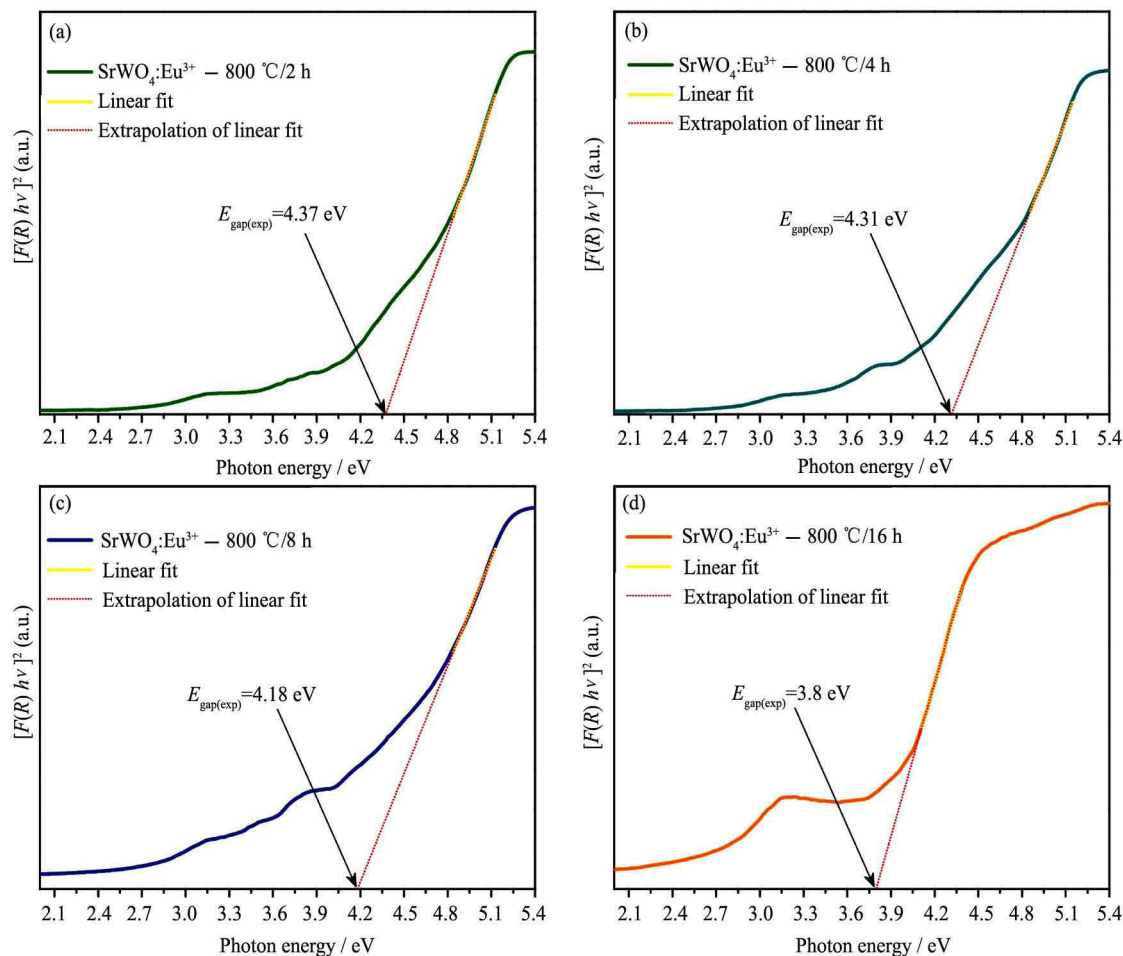 (a)
SrWO₄:Eu³⁺ – 800 ℃/2 h
Linear fit
Extrapolation of linear fit
E_gap(exp)=4.37 eV
[F(R) hν]² (a.u.)
2.1 2.4 2.7 3.0 3.3 3.6 3.9 4.2 4.5 4.8 5.1 5.4
Photon energy / eV
(b)
SrWO₄:Eu³⁺ – 800 ℃/4 h
Linear fit
Extrapolation of linear fit
E_gap(exp)=4.31 eV
[F(R) hν]² (a.u.)
2.1 2.4 2.7 3.0 3.3 3.6 3.9 4.2 4.5 4.8 5.1 5.4
Photon energy / eV
(c)
SrWO₄:Eu³⁺ – 800 ℃/8 h
Linear fit
Extrapolation of linear fit
E_gap(exp)=4.18 eV
[F(R) hν]² (a.u.)
2.1 2.4 2.7 3.0 3.3 3.6 3.9 4.2 4.5 4.8 5.1 5.4
Photon energy / eV
(d)
SrWO₄:Eu³⁺ – 800 ℃/16 h
Linear fit
Extrapolation of linear fit
E_gap(exp)=3.8 eV
[F(R) hν]² (a.u.)
2.1 2.4 2.7 3.0 3.3 3.6 3.9 4.2 4.5 4.8 5.1 5.4
Photon energy / eV